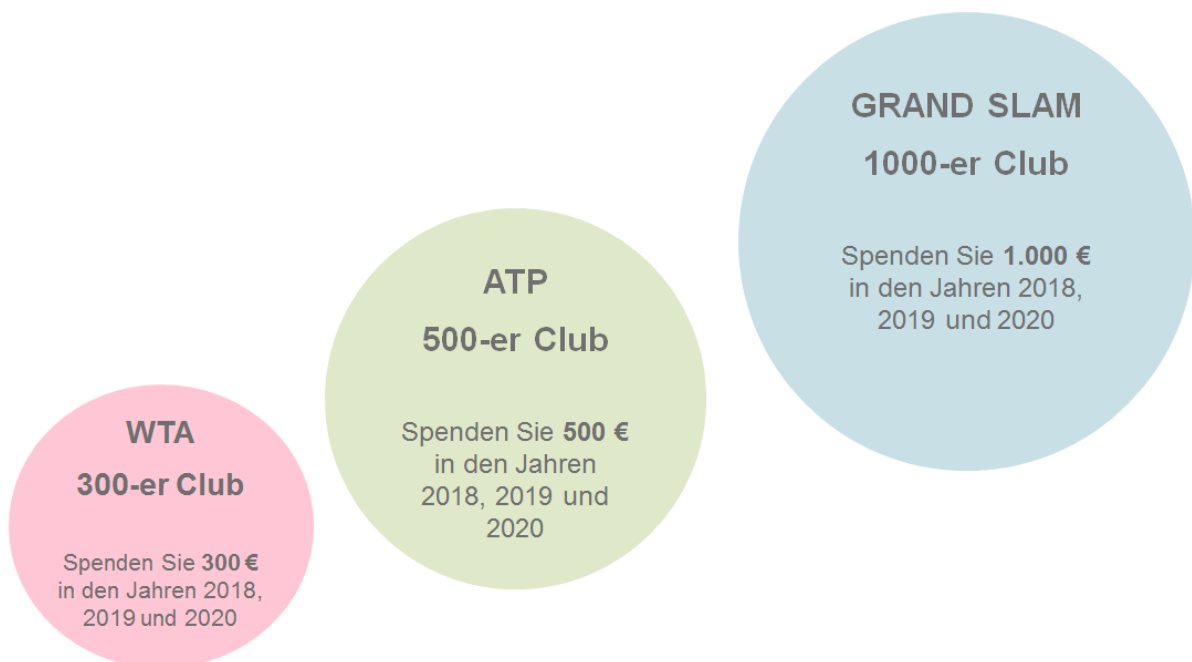 WTA
300-er Club
Spenden Sie 300 €
in den Jahren 2018,
2019 und 2020
ATP
500-er Club
Spenden Sie 500 €
in den Jahren
2018, 2019 und
2020
GRAND SLAM
1000-er Club
Spenden Sie 1.000 €
in den Jahren 2018,
2019 und 2020